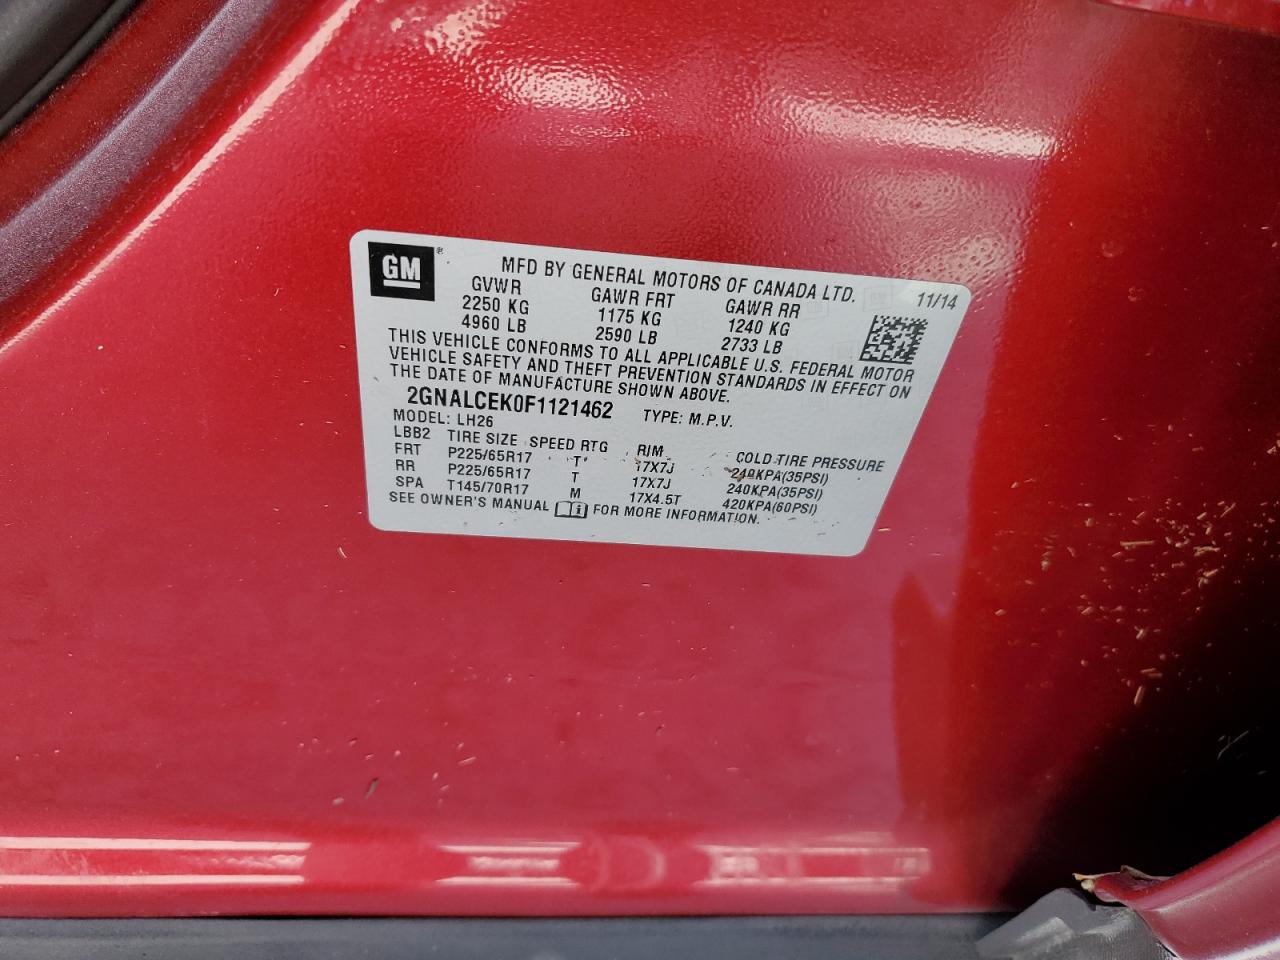 GM ® MFD BY GENERAL MOTORS OF CANADA LTD. 11/14
GVWR GAWR FRT GAWR RR
2250 KG 1175 KG 1240 KG
4960 LB 2590 LB 2733 LB
THIS VEHICLE CONFORMS TO ALL APPLICABLE U.S. FEDERAL MOTOR
VEHICLE SAFETY AND THEFT PREVENTION STANDARDS IN EFFECT ON
THE DATE OF MANUFACTURE SHOWN ABOVE.
2GNALCEK0F1121462 TYPE: M.P.V.
MODEL: LH26
LBB2 TIRE SIZE SPEED RTG RIM COLD TIRE PRESSURE
FRT P225/65R17 T 17X7J 240KPA(35PSI)
RR P225/65R17 T 17X7J 240KPA(35PSI)
SPA T145/70R17 M 17X4.5T 420KPA(60PSI)
SEE OWNER'S MANUAL i FOR MORE INFORMATION.